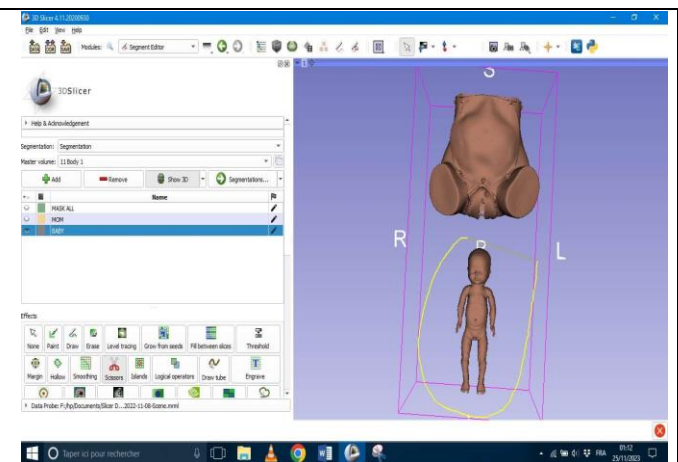 3D Slicer 4.11.20200930
File Edit View Help
Modules: Segment Editor
1
3DSlicer
Help & Acknowledgement
Segmentation: Segmentation
Master volume: 11 Body 1
Add Remove Show 3D Segmentations...
Name
MASK ALL
MOM
BABY
Effects
None Paint Draw Erase Level tracing Grow from seeds Fill between slices Threshold
Margin Hollow Smoothing Scissors Islands Logical operators Draw tube Engrave
Data Probe: F:/hp/Documents/Slicer D...2022-11-08-Scene.mrml
S
R
L
Taper ici pour rechercher
FRA
01:12
25/11/2023